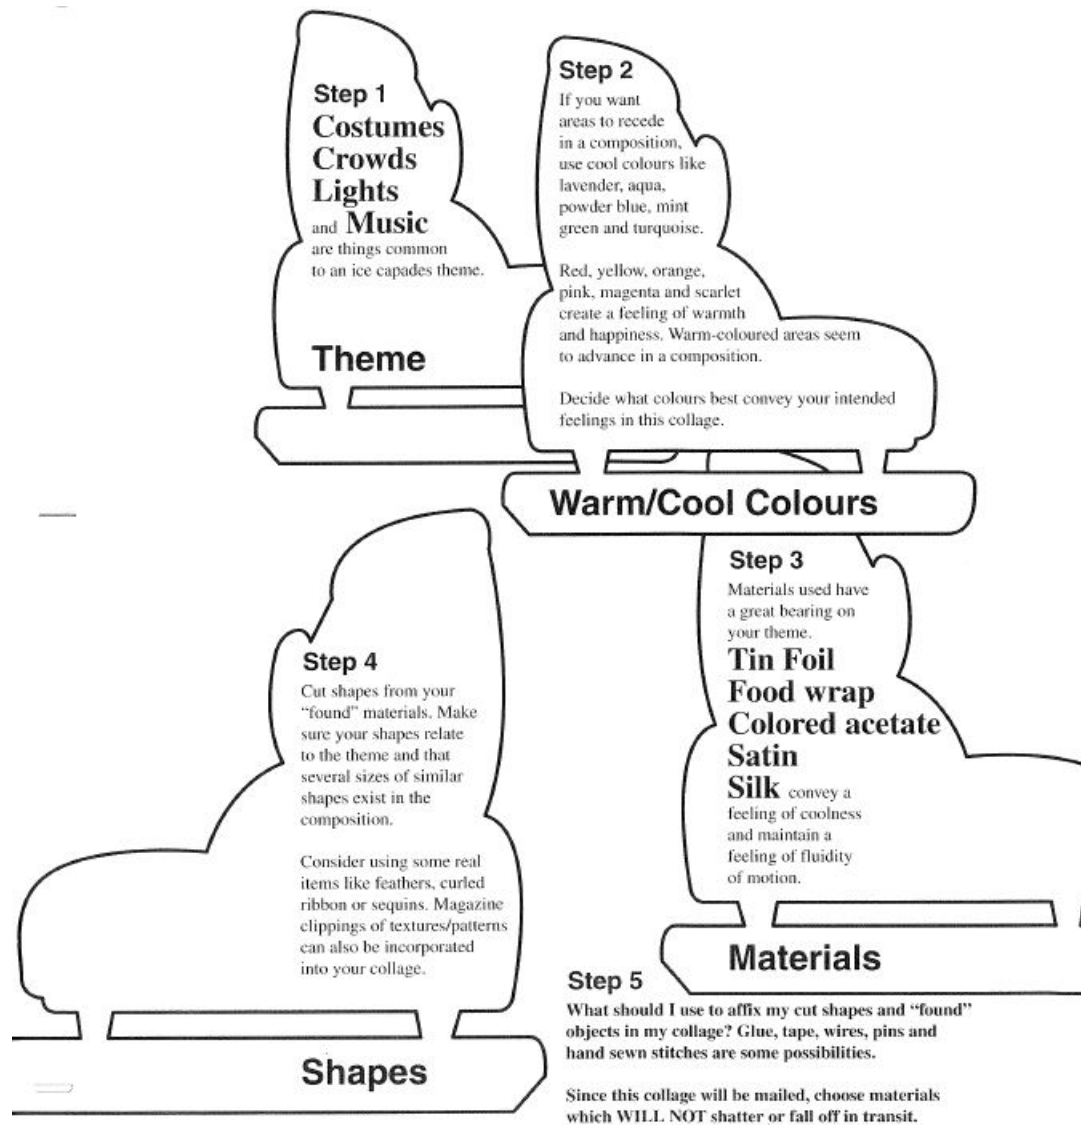 Step 1
Costumes
Crowds
Lights
and Music
are things common
to an ice capades theme.
Theme
Step 2
If you want
areas to recede
in a composition,
use cool colours like
lavender, aqua,
powder blue, mint
green and turquoise.
Red, yellow, orange,
pink, magenta and scarlet
create a feeling of warmth
and happiness. Warm-coloured areas seem
to advance in a composition.
Decide what colours best convey your intended
feelings in this collage.
Warm/Cool Colours
Step 3
Materials used have
a great bearing on
your theme.
Tin Foil
Food wrap
Colored acetate
Satin
Silk convey a
feeling of coolness
and maintain a
feeling of fluidity
of motion.
Materials
Step 4
Cut shapes from your
“found” materials. Make
sure your shapes relate
to the theme and that
several sizes of similar
shapes exist in the
composition.
Consider using some real
items like feathers, curled
ribbon or sequins. Magazine
clippings of textures/patterns
can also be incorporated
into your collage.
Shapes
Step 5
What should I use to affix my cut shapes and “found”
objects in my collage? Glue, tape, wires, pins and
hand sewn stitches are some possibilities.
Since this collage will be mailed, choose materials
which WILL NOT shatter or fall off in transit.